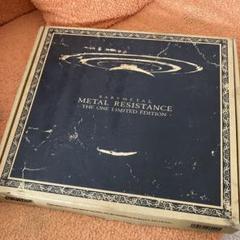 BABYMETAL
METAL RESISTANCE
- THE ONE LIMITED EDITION -